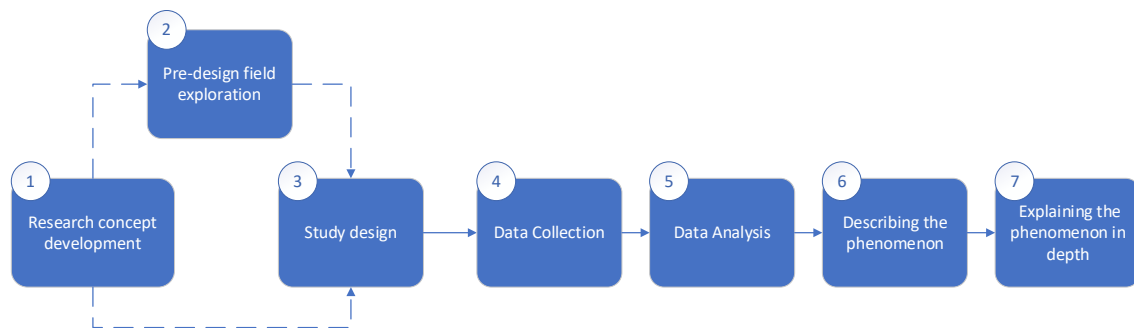 1
Research concept
development
2
Pre-design field
exploration
3
Study design
4
Data Collection
5
Data Analysis
6
Describing the
phenomenon
7
Explaining the
phenomenon in
depth